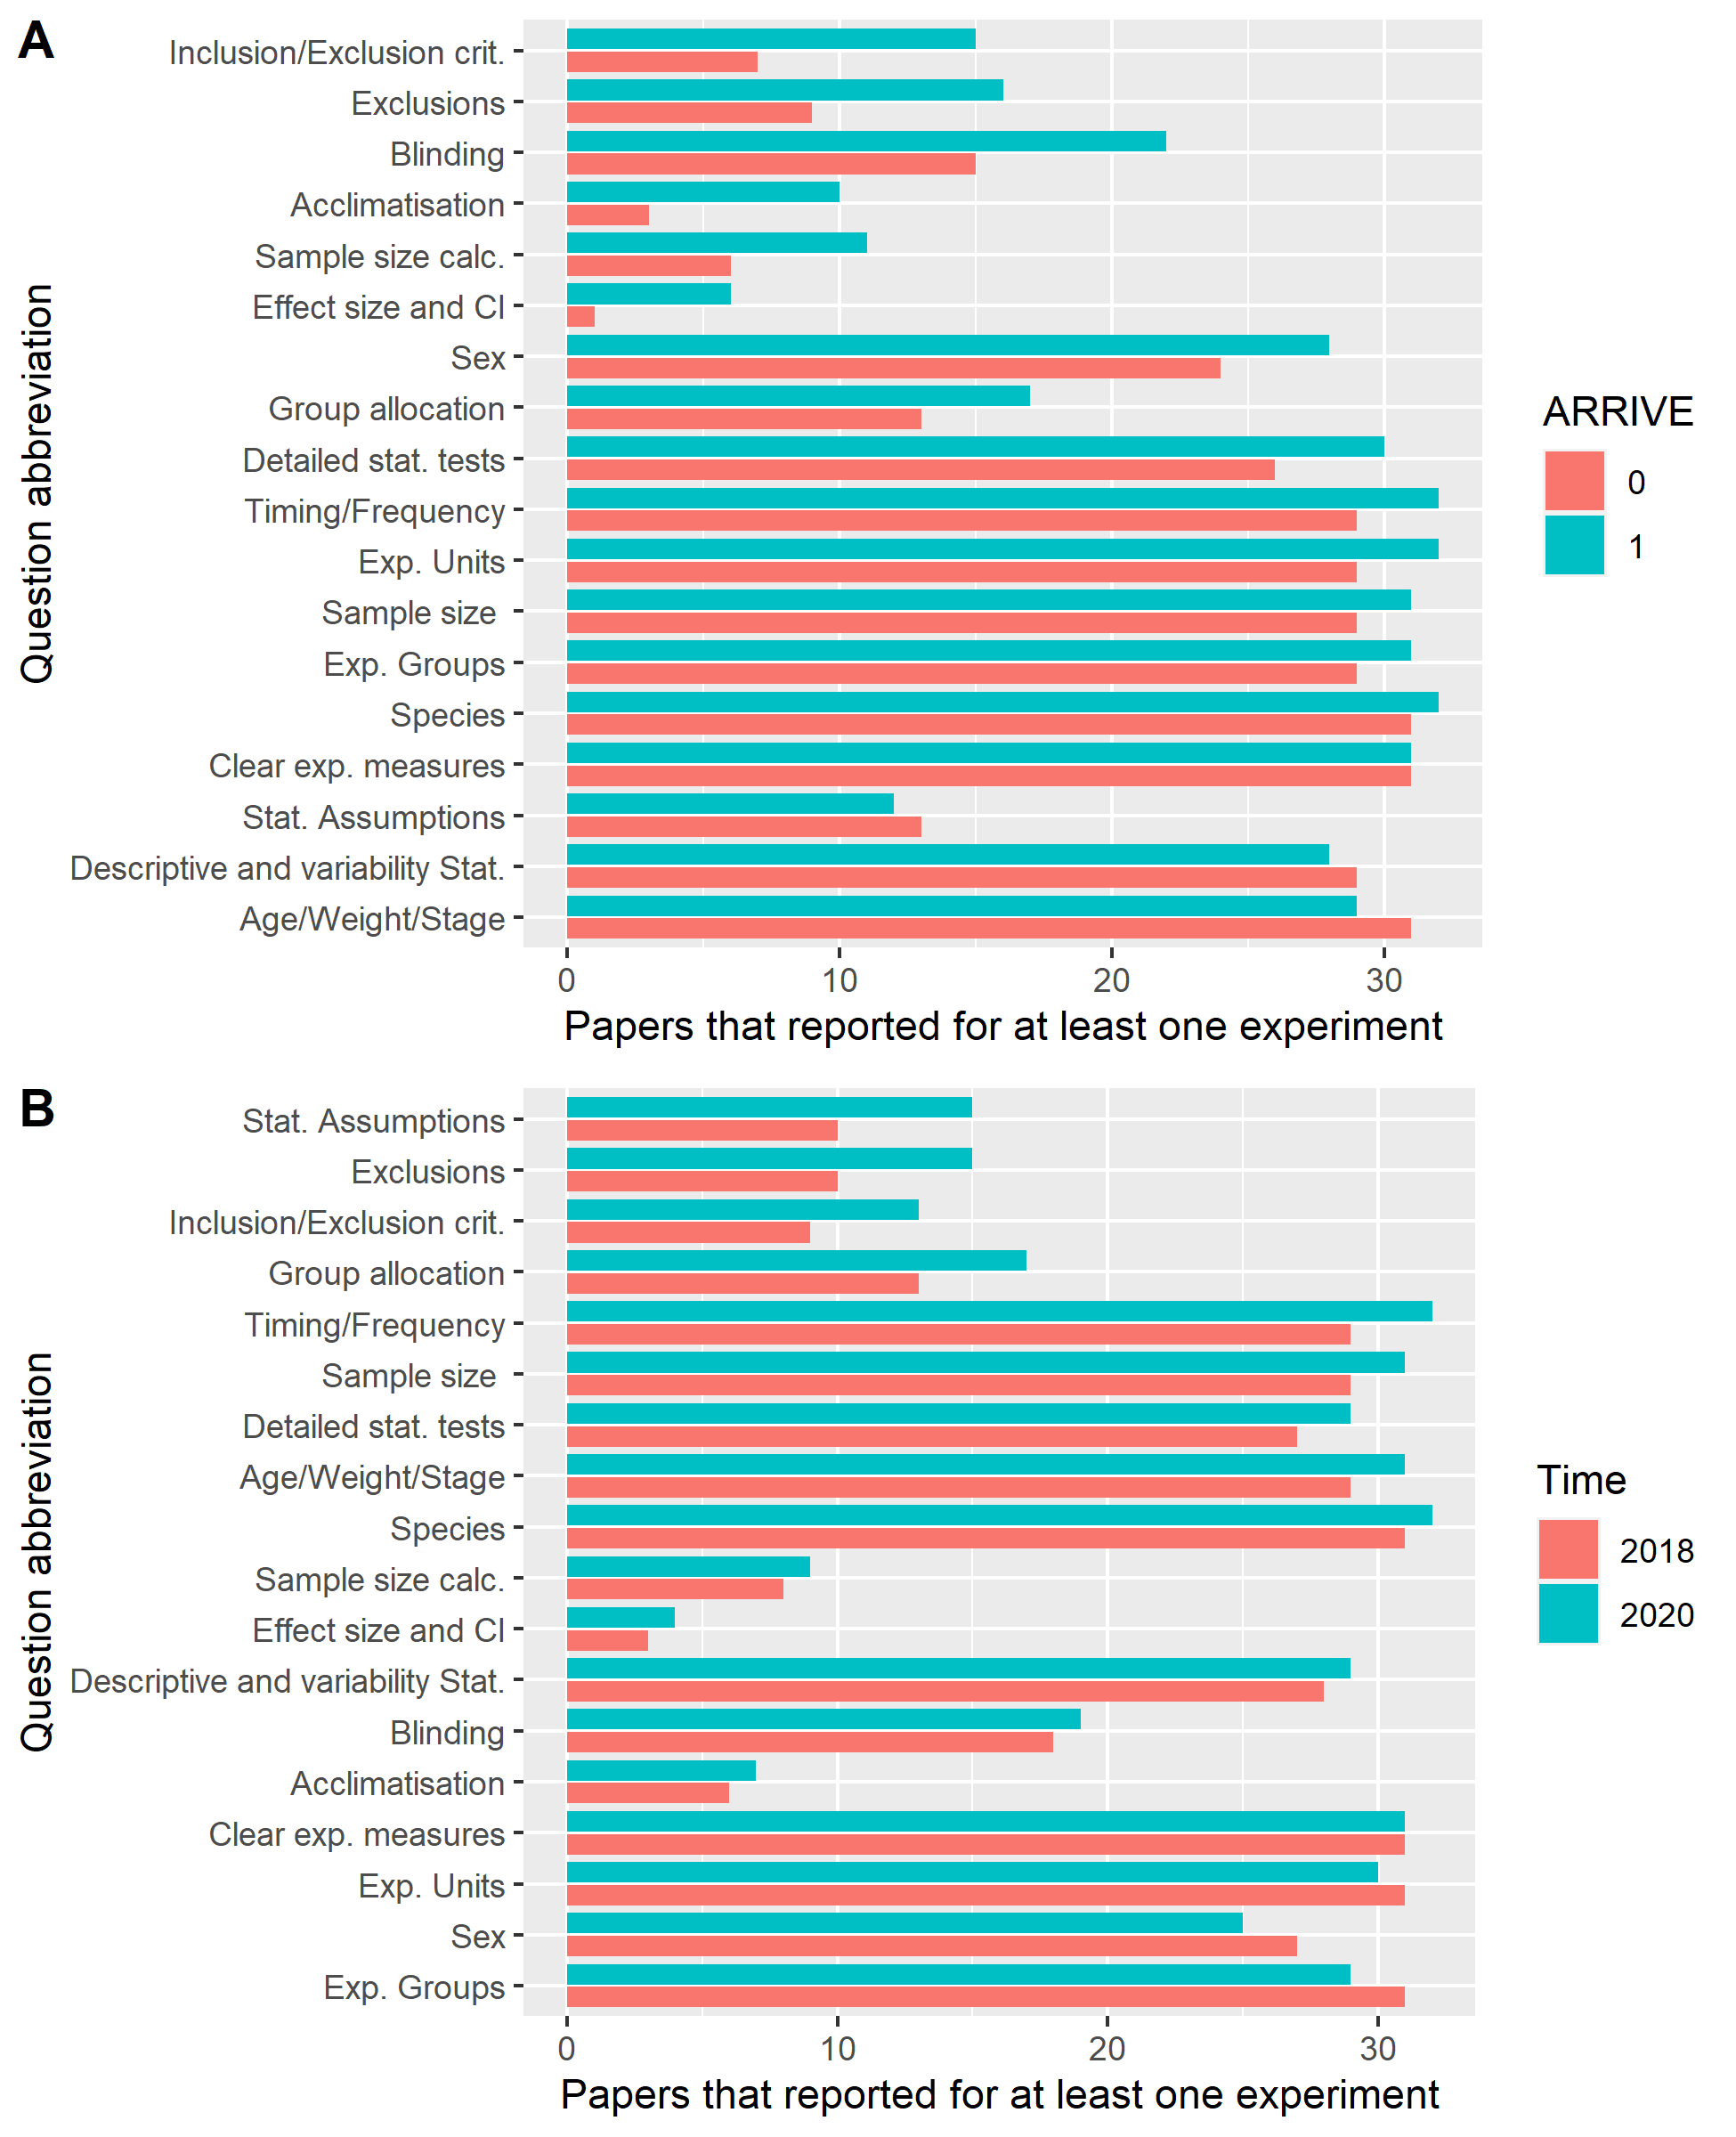 A
Inclusion/Exclusion crit.
Exclusions
Blinding
Acclimatisation
Sample size calc.
Effect size and CI
Sex
Group allocation
Detailed stat. tests
Timing/Frequency
Exp. Units
Sample size
Exp. Groups
Species
Clear exp. measures
Stat. Assumptions
Descriptive and variability Stat.
Age/Weight/Stage
Question abbreviation
0 10 20 30
Papers that reported for at least one experiment
ARRIVE
0
1
B
Stat. Assumptions
Exclusions
Inclusion/Exclusion crit.
Group allocation
Timing/Frequency
Sample size
Detailed stat. tests
Age/Weight/Stage
Species
Sample size calc.
Effect size and CI
Descriptive and variability Stat.
Blinding
Acclimatisation
Clear exp. measures
Exp. Units
Sex
Exp. Groups
Question abbreviation
0 10 20 30
Papers that reported for at least one experiment
Time
2018
2020